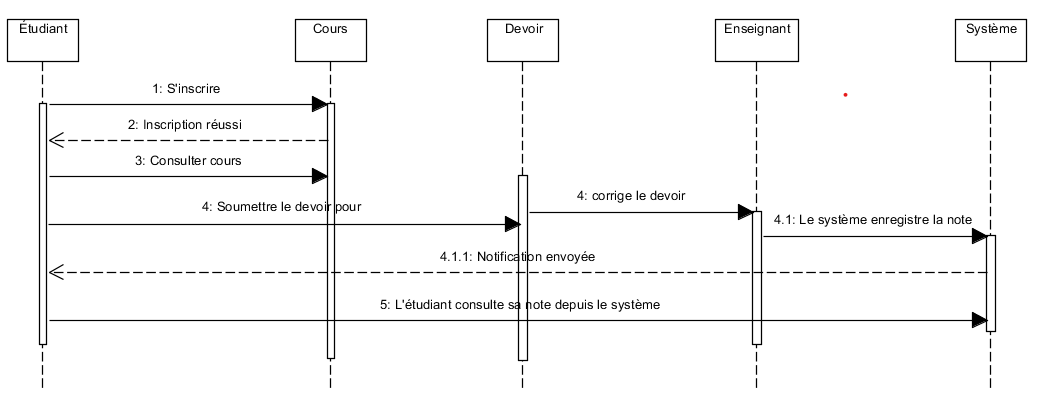 Étudiant
Cours
Devoir
Enseignant
Système
1: S'inscrire
2: Inscription réussi
3: Consulter cours
4: corrige le devoir
4: Soumettre le devoir pour
4.1: Le système enregistre la note
4.1.1: Notification envoyée
5: L'étudiant consulte sa note depuis le système